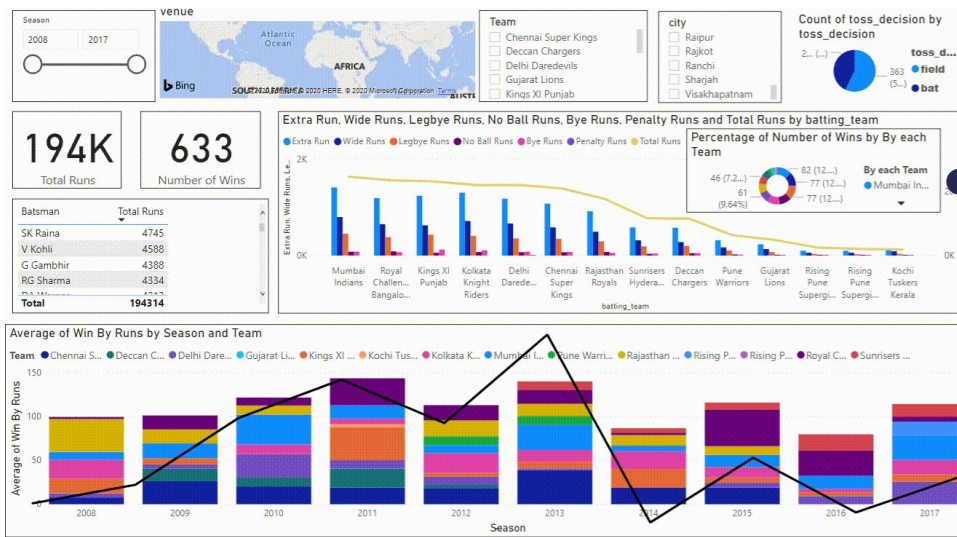 Season
2008
2017
venue
Atlantic
Ocean
AFRICA
Bing
© 2020 HERE, © 2020 Microsoft Corporation Terms
Team
Chennai Super Kings
Deccan Chargers
Delhi Daredevils
Gujarat Lions
Kings XI Punjab
city
Raipur
Rajkot
Ranchi
Sharjah
Visakhapatnam
Count of toss_decision by
toss_decision
2... (...)
363
(5...)
toss_d...
field
bat
194K
Total Runs
633
Number of Wins
Batsman Total Runs
SK Raina 4745
V Kohli 4588
G Gambhir 4388
RG Sharma 4334
Total 194314
Extra Run, Wide Runs, Legbye Runs, No Ball Runs, Bye Runs, Penalty Runs and Total Runs by batting_team
Extra Run Wide Runs Legbye Runs No Ball Runs Bye Runs Penalty Runs Total Runs
Extra Run, Wide Runs, Le...
2K
0K
0K
Mumbai Indians
Royal Challen... Bangalo...
Kings XI Punjab
Kolkata Knight Riders
Delhi Darede...
Chennai Super Kings
Rajasthan Royals
Sunrisers Hydera...
Deccan Chargers
Pune Warriors
Gujarat Lions
Rising Pune Supergi...
Rising Pune Supergi...
Kochi Tuskers Kerala
batting_team
Percentage of Number of Wins by By each
Team
46 (7.2...)
61
(9.64%)
82 (12....)
77 (12....)
77 (12....)
By each Team
Mumbai In...
Average of Win By Runs by Season and Team
Team Chennai S... Deccan C... Delhi Dare... Gujarat Li... Kings XI ... Kochi Tus... Kolkata K... Mumbai I... Pune Warri... Rajasthan ... Rising P... Rising P... Royal C... Sunrisers ...
Average of Win By Runs
150
100
50
0
2008 2009 2010 2011 2012 2013 2014 2015 2016 2017
Season